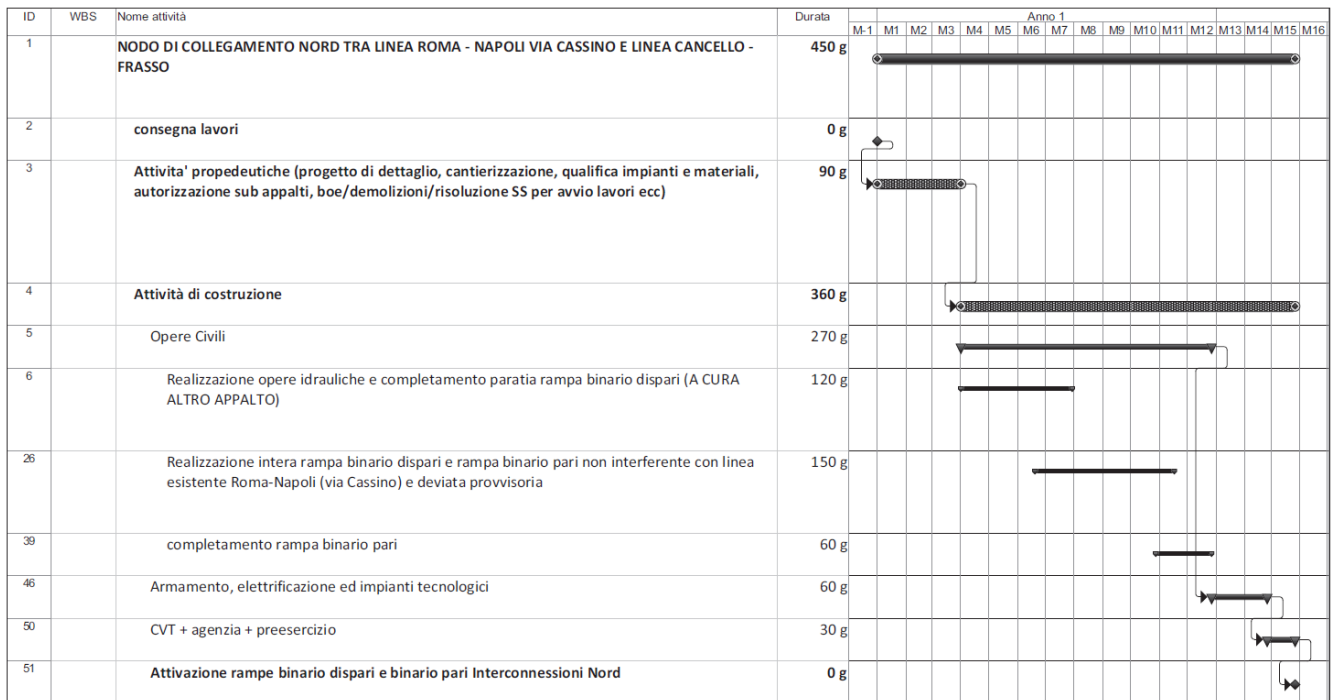 ID WBS Nome attività Durata Anno 1
M-1 M1 M2 M3 M4 M5 M6 M7 M8 M9 M10 M11 M12 M13 M14 M15 M16
1 NODO DI COLLEGAMENTO NORD TRA LINEA ROMA - NAPOLI VIA CASSINO E LINEA CANCELLO - 450 g
FRASSO
2 consegna lavori 0 g
3 Attivita' propedeutiche (progetto di dettaglio, cantierizzazione, qualifica impianti e materiali, 90 g
autorizzazione sub appalti, boe/demolizioni/risoluzione SS per avvio lavori ecc)
4 Attività di costruzione 360 g
5 Opere Civili 270 g
6 Realizzazione opere idrauliche e completamento paratia rampa binario dispari (A CURA 120 g
ALTRO APPALTO)
26 Realizzazione intera rampa binario dispari e rampa binario pari non interferente con linea 150 g
esistente Roma-Napoli (via Cassino) e deviata provvisoria
39 completamento rampa binario pari 60 g
46 Armamento, elettrificazione ed impianti tecnologici 60 g
50 CVT + agenzia + preesercizio 30 g
51 Attivazione rampe binario dispari e binario pari Interconnessioni Nord 0 g